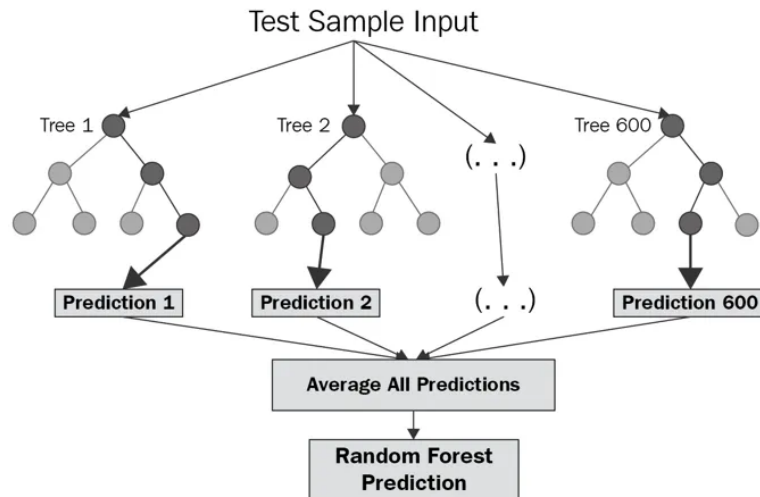 Test Sample Input
Tree 1
Tree 2
Tree 600
(. . .)
Prediction 1
Prediction 2
(. . .)
Prediction 600
Average All Predictions
Random Forest
Prediction